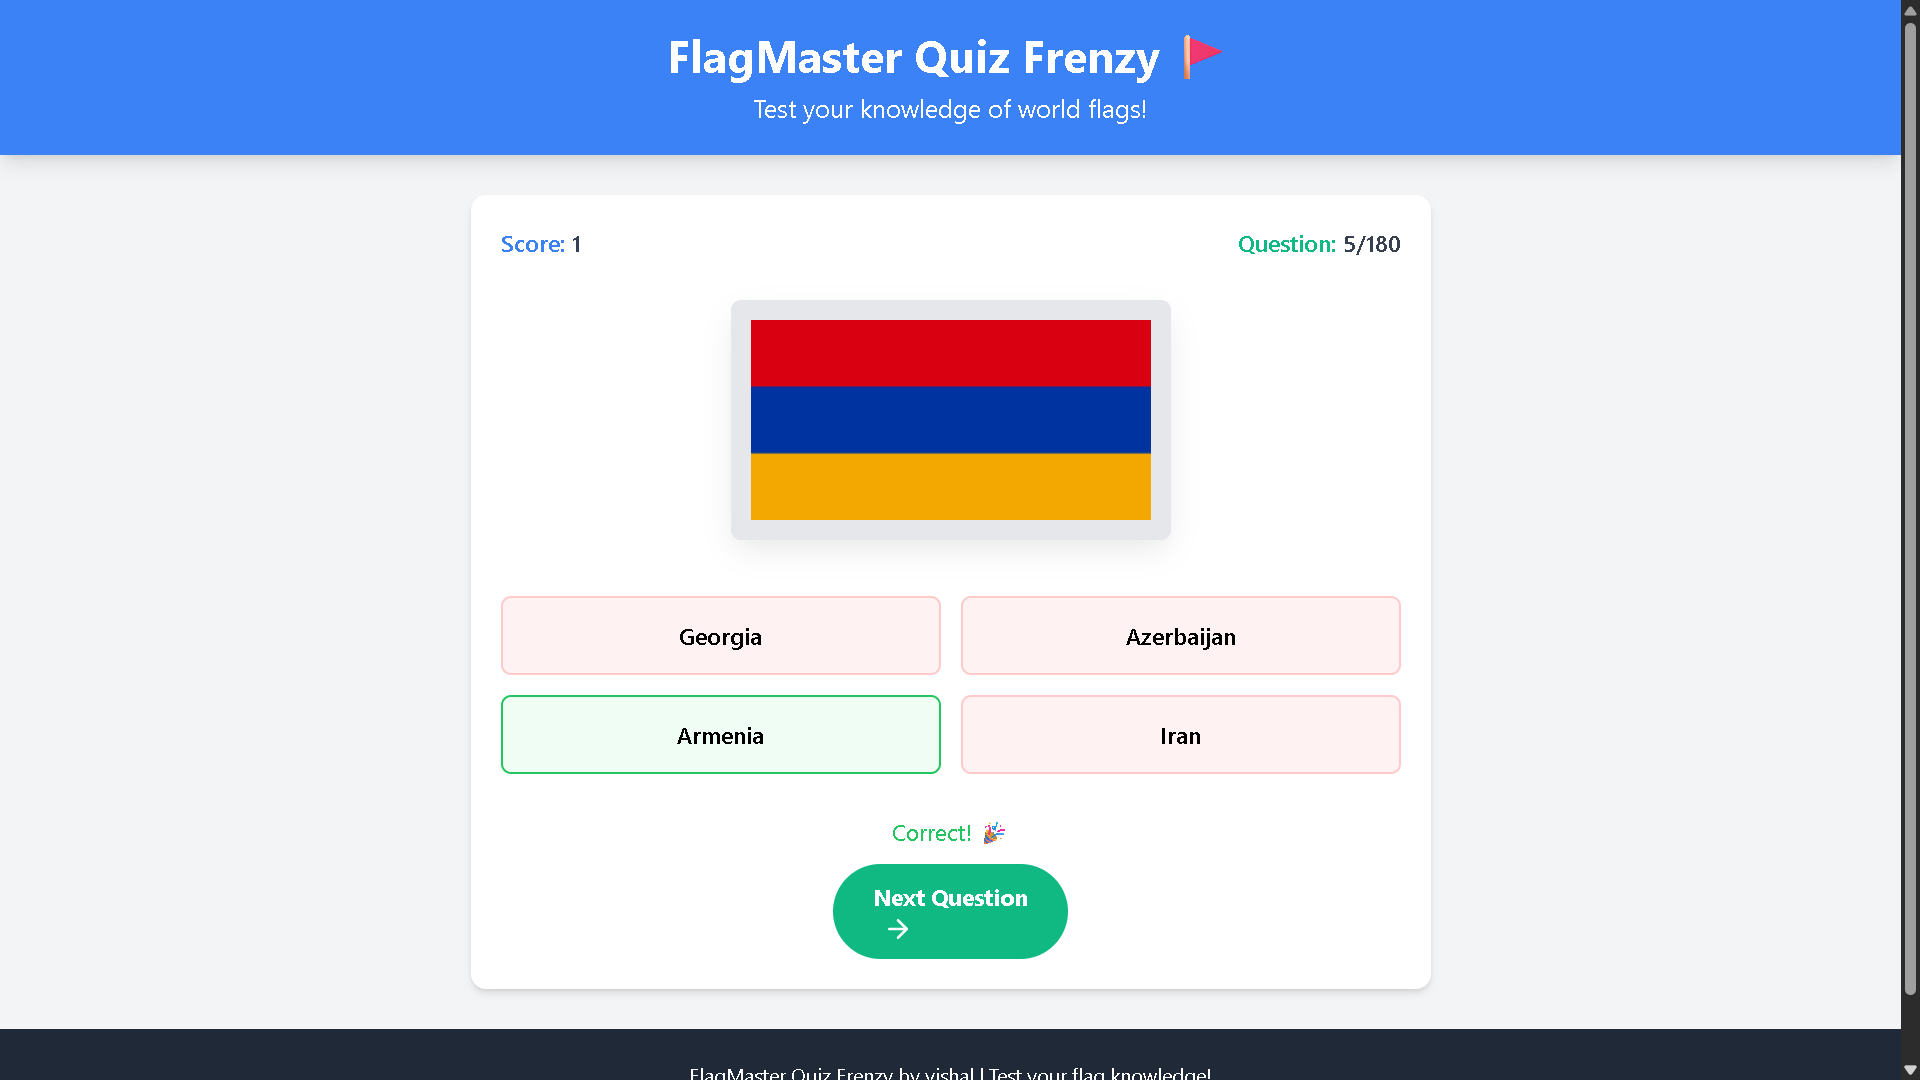 FlagMaster Quiz Frenzy 🚩
Test your knowledge of world flags!
Score: 1
Question: 5/180
Georgia
Azerbaijan
Armenia
Iran
Correct! 🎉
Next Question
→
FlagMaster Quiz Frenzy by vishal | Test your flag knowledge!